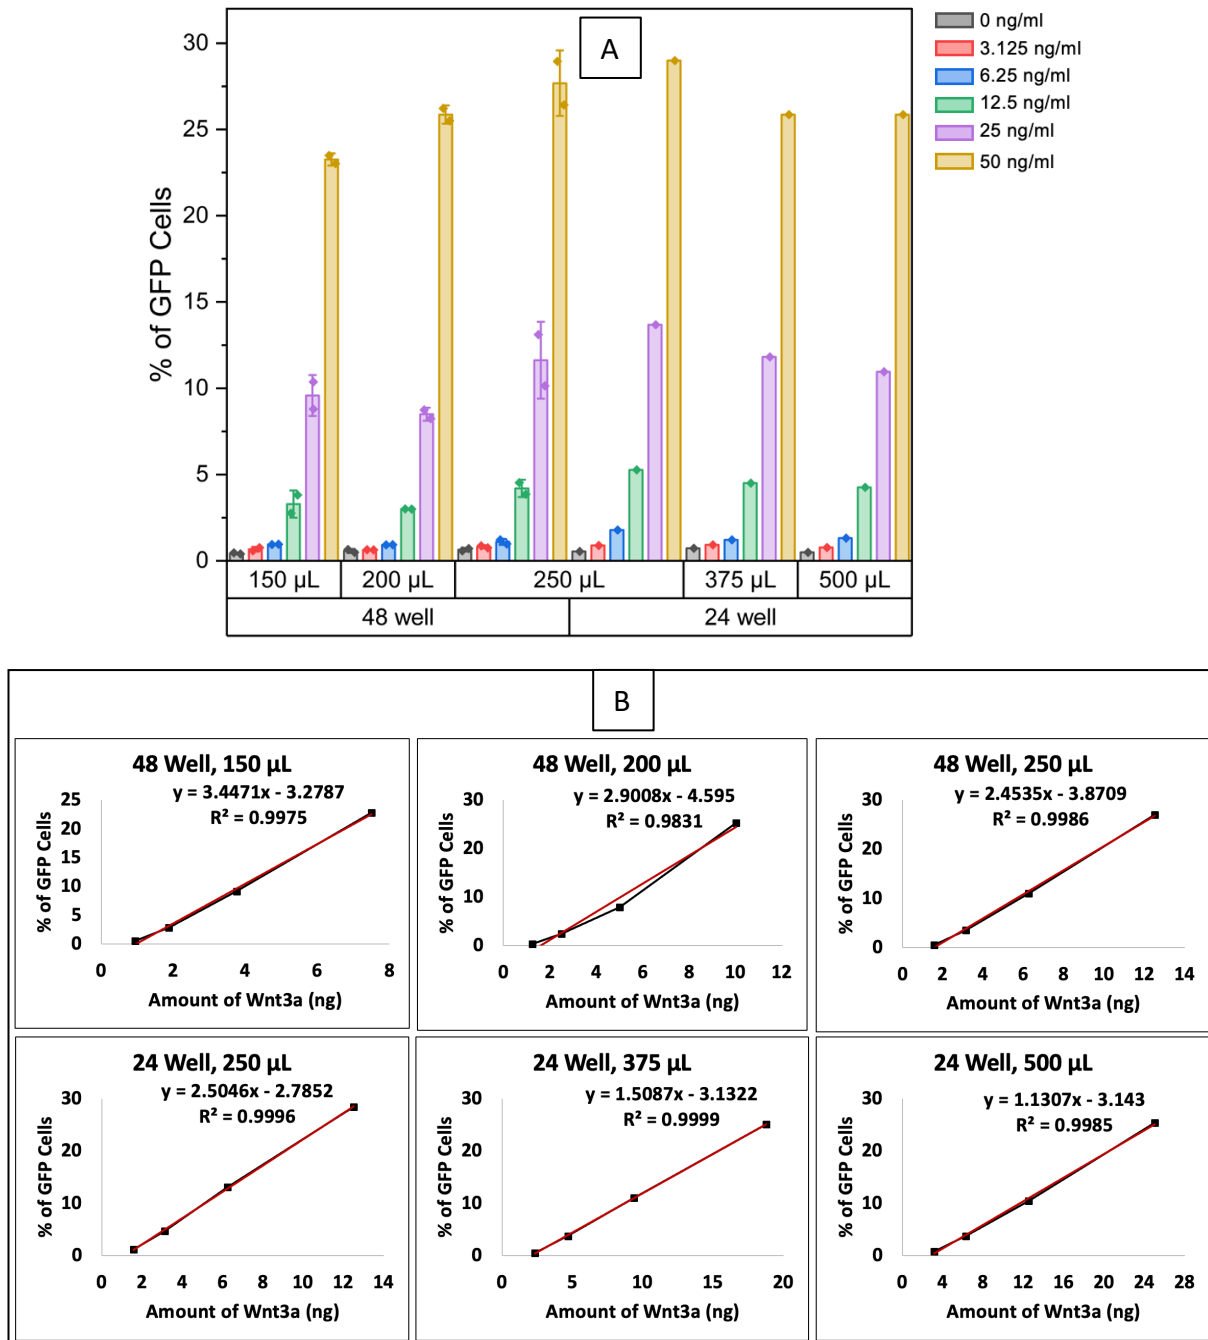 A
0 ng/ml
3.125 ng/ml
6.25 ng/ml
12.5 ng/ml
25 ng/ml
50 ng/ml
% of GFP Cells
30
25
20
15
10
5
0
150 µL 200 µL 250 µL 375 µL 500 µL
48 well 24 well
B
48 Well, 150 µL
y = 3.4471x - 3.2787
R² = 0.9975
% of GFP Cells
25
20
15
10
5
0
0 2 4 6 8
Amount of Wnt3a (ng)
48 Well, 200 µL
y = 2.9008x - 4.595
R² = 0.9831
% of GFP Cells
30
20
10
0
0 2 4 6 8 10 12
Amount of Wnt3a (ng)
48 Well, 250 µL
y = 2.4535x - 3.8709
R² = 0.9986
% of GFP Cells
30
20
10
0
0 2 4 6 8 10 12 14
Amount of Wnt3a (ng)
24 Well, 250 µL
y = 2.5046x - 2.7852
R² = 0.9996
% of GFP Cells
30
20
10
0
0 2 4 6 8 10 12 14
Amount of Wnt3a (ng)
24 Well, 375 µL
y = 1.5087x - 3.1322
R² = 0.9999
% of GFP Cells
30
20
10
0
0 5 10 15 20
Amount of Wnt3a (ng)
24 Well, 500 µL
y = 1.1307x - 3.143
R² = 0.9985
% of GFP Cells
30
20
10
0
0 4 8 12 16 20 24 28
Amount of Wnt3a (ng)